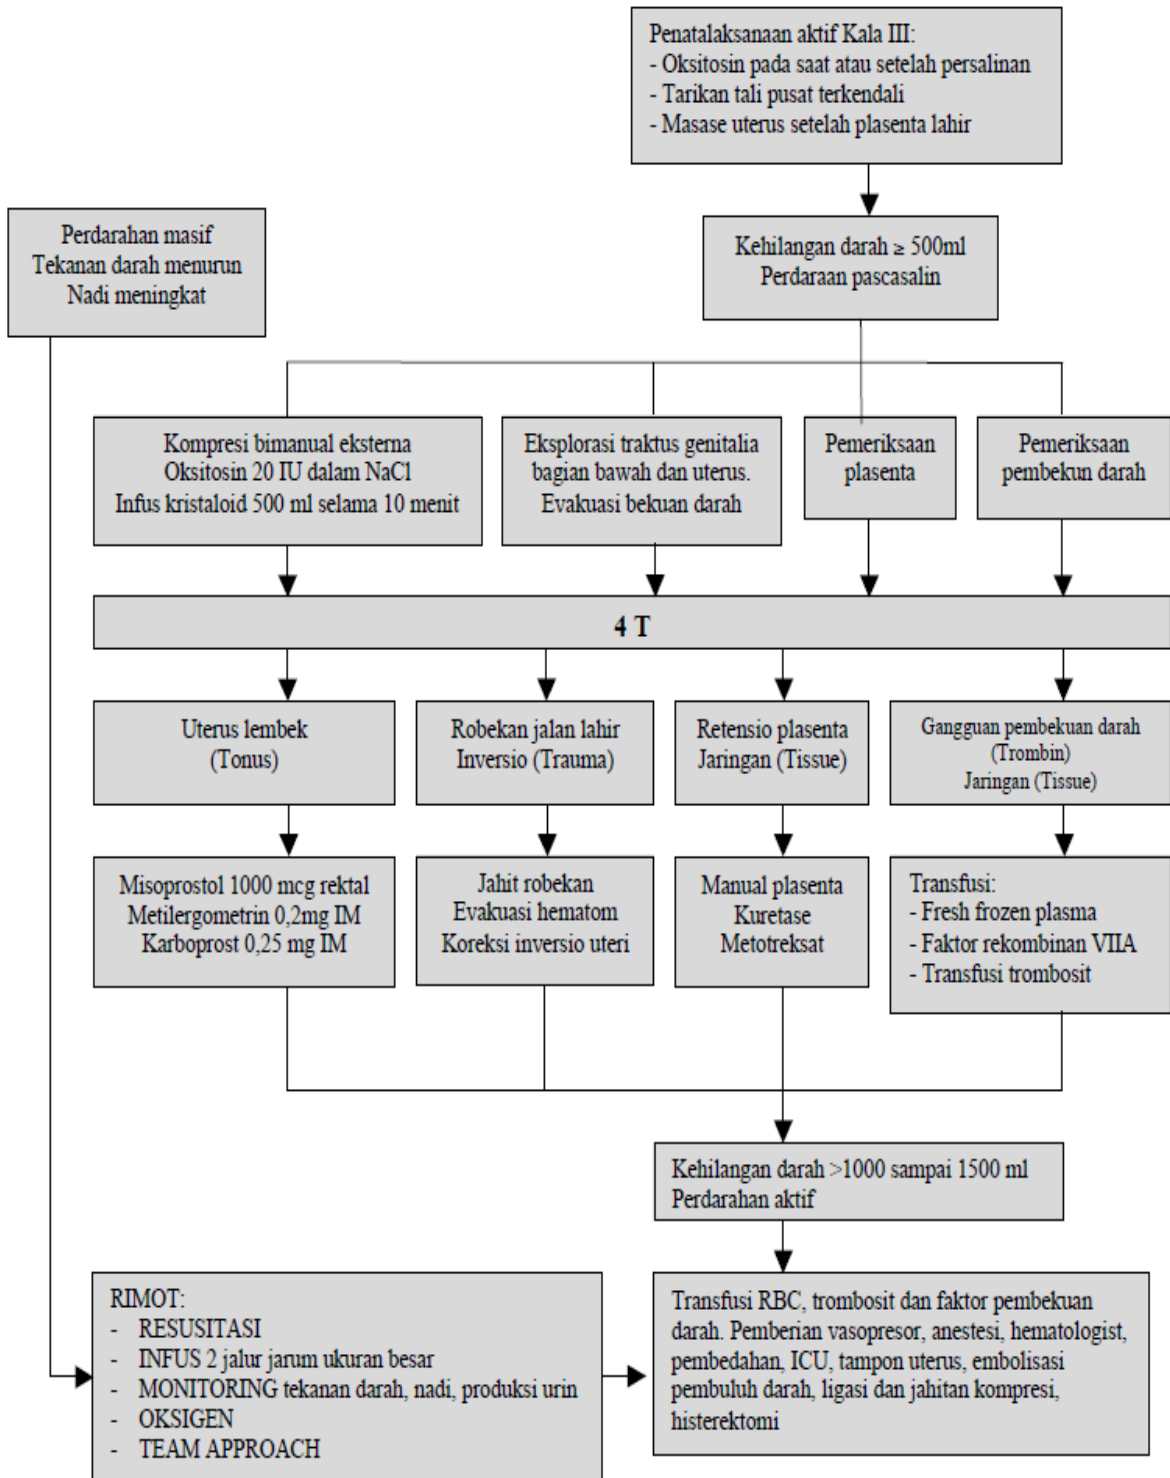 Penatalaksanaan aktif Kala III:
- Oksitosin pada saat atau setelah persalinan
- Tarikan tali pusat terkendali
- Masase uterus setelah plasenta lahir
Perdarahan masif
Tekanan darah menurun
Nadi meningkat
Kehilangan darah ≥ 500ml
Perdaraan pascasalin
Kompresi bimanual eksterna
Oksitosin 20 IU dalam NaCl
Infus kristaloid 500 ml selama 10 menit
Eksplorasi traktus genitalia
bagian bawah dan uterus.
Evakuasi bekuan darah
Pemeriksaan
plasenta
Pemeriksaan
pembekun darah
4 T
Uterus lembek
(Tonus)
Robekan jalan lahir
Inversio (Trauma)
Retensio plasenta
Jaringan (Tissue)
Gangguan pembekuan darah
(Trombin)
Jaringan (Tissue)
Misoprostol 1000 mcg rektal
Metilergometrin 0,2mg IM
Karboprost 0,25 mg IM
Jahit robekan
Evakuasi hematom
Koreksi inversio uteri
Manual plasenta
Kuretase
Metotreksat
Transfusi:
- Fresh frozen plasma
- Faktor rekombinan VIIA
- Transfusi trombosit
Kehilangan darah >1000 sampai 1500 ml
Perdarahan aktif
RIMOT:
- RESUSITASI
- INFUS 2 jalur jarum ukuran besar
- MONITORING tekanan darah, nadi, produksi urin
- OKSIGEN
- TEAM APPROACH
Transfusi RBC, trombosit dan faktor pembekuan
darah. Pemberian vasopresor, anestesi, hematologist,
pembedahan, ICU, tampon uterus, embolisasi
pembuluh darah, ligasi dan jahitan kompresi,
histerektomi